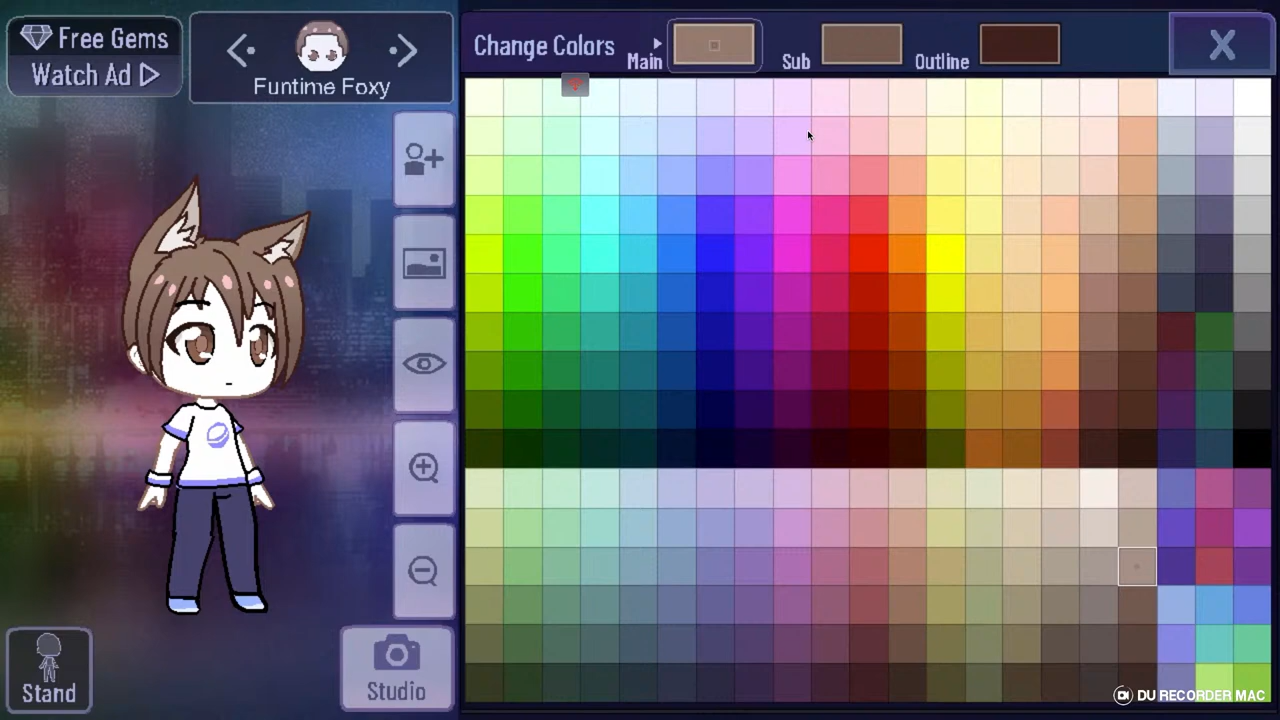 Free Gems
Watch Ad
Funtime Foxy
Change Colors
Main
Sub
Outline
X
Stand
Studio
DU RECORDER MAC